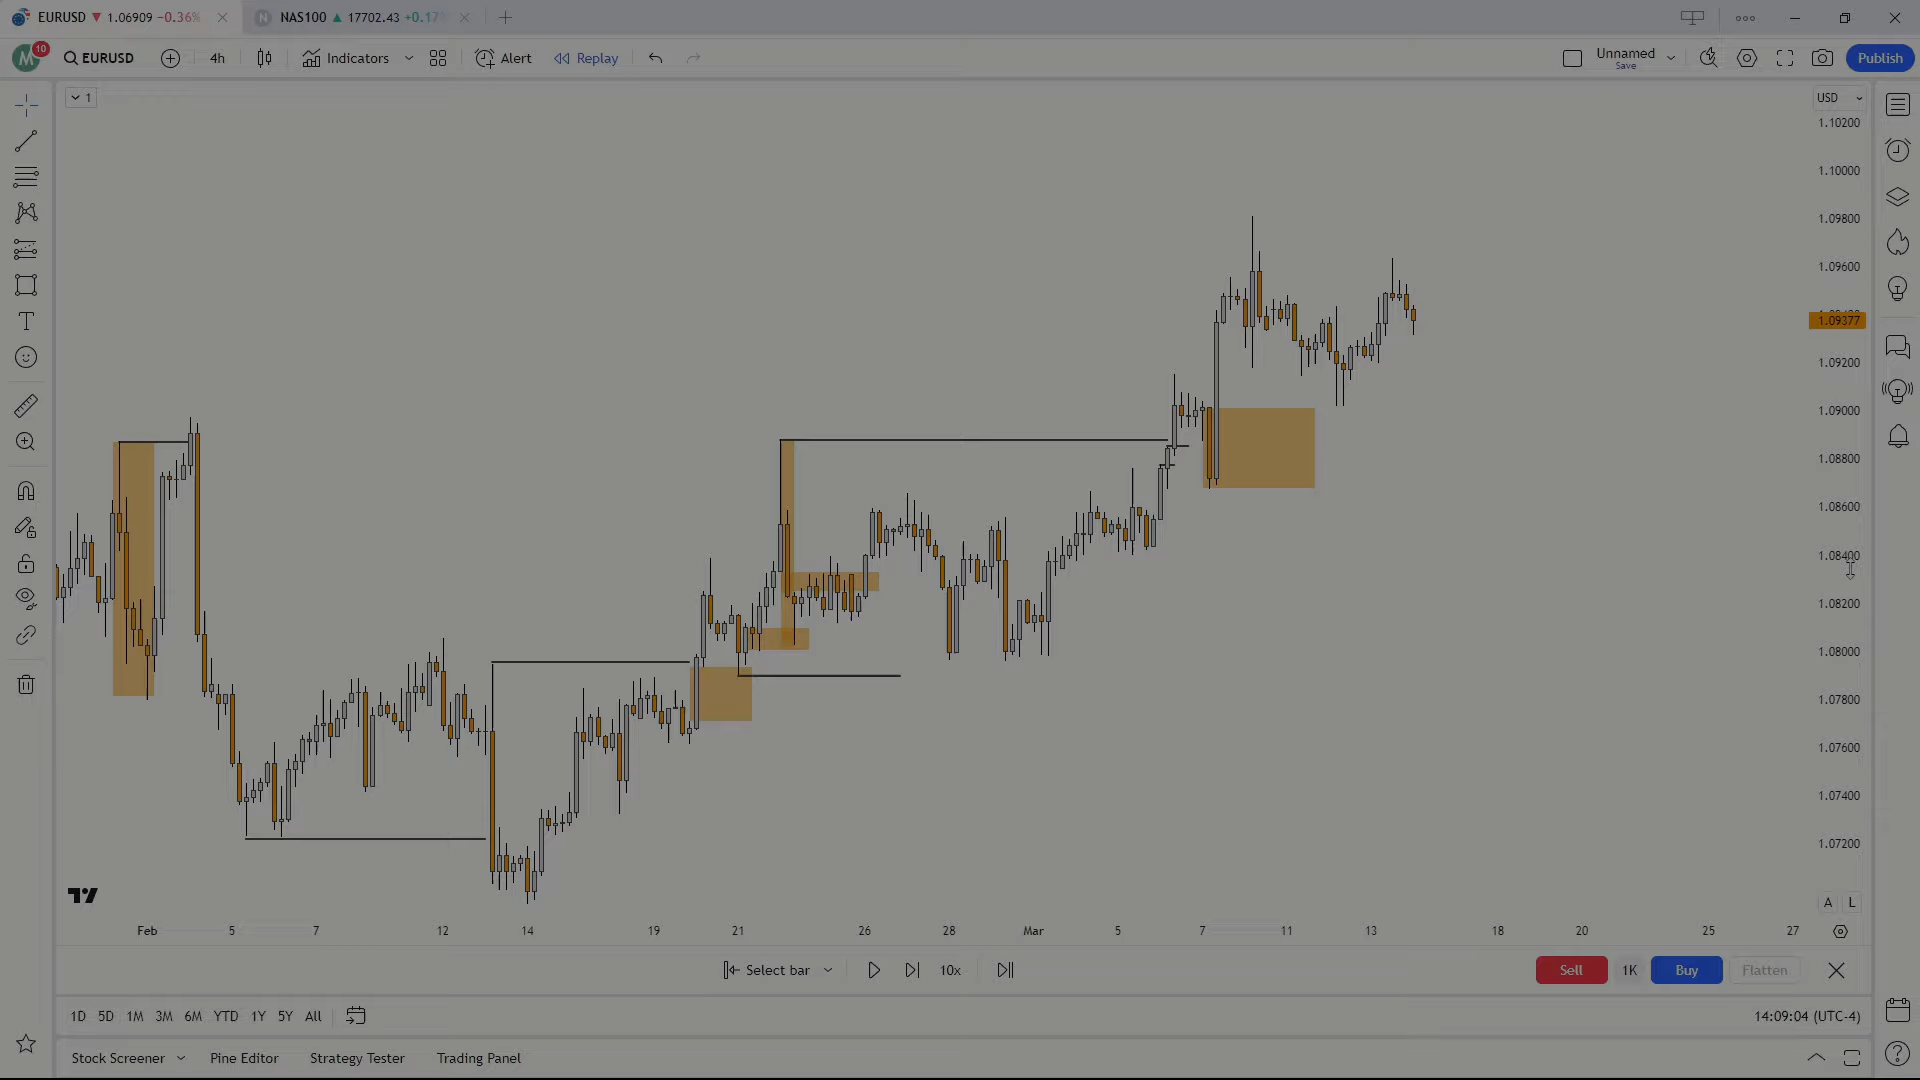 EURUSD ▼ 1.06909 −0.36%
NAS100 ▲ 17702.43 +0.17%
M
10
EURUSD
4h
Indicators
Alert
Replay
Unnamed
Save
Publish
1
USD
1.10200
1.10000
1.09800
1.09600
1.09377
1.09200
1.09000
1.08800
1.08600
1.08400
1.08200
1.08000
1.07800
1.07600
1.07400
1.07200
A L
Feb 5 7 12 14 19 21 26 28 Mar 5 7 11 13 18 20 25 27
Select bar
10x
Sell
1K
Buy
Flatten
1D 5D 1M 3M 6M YTD 1Y 5Y All
14:09:04 (UTC-4)
Stock Screener
Pine Editor
Strategy Tester
Trading Panel